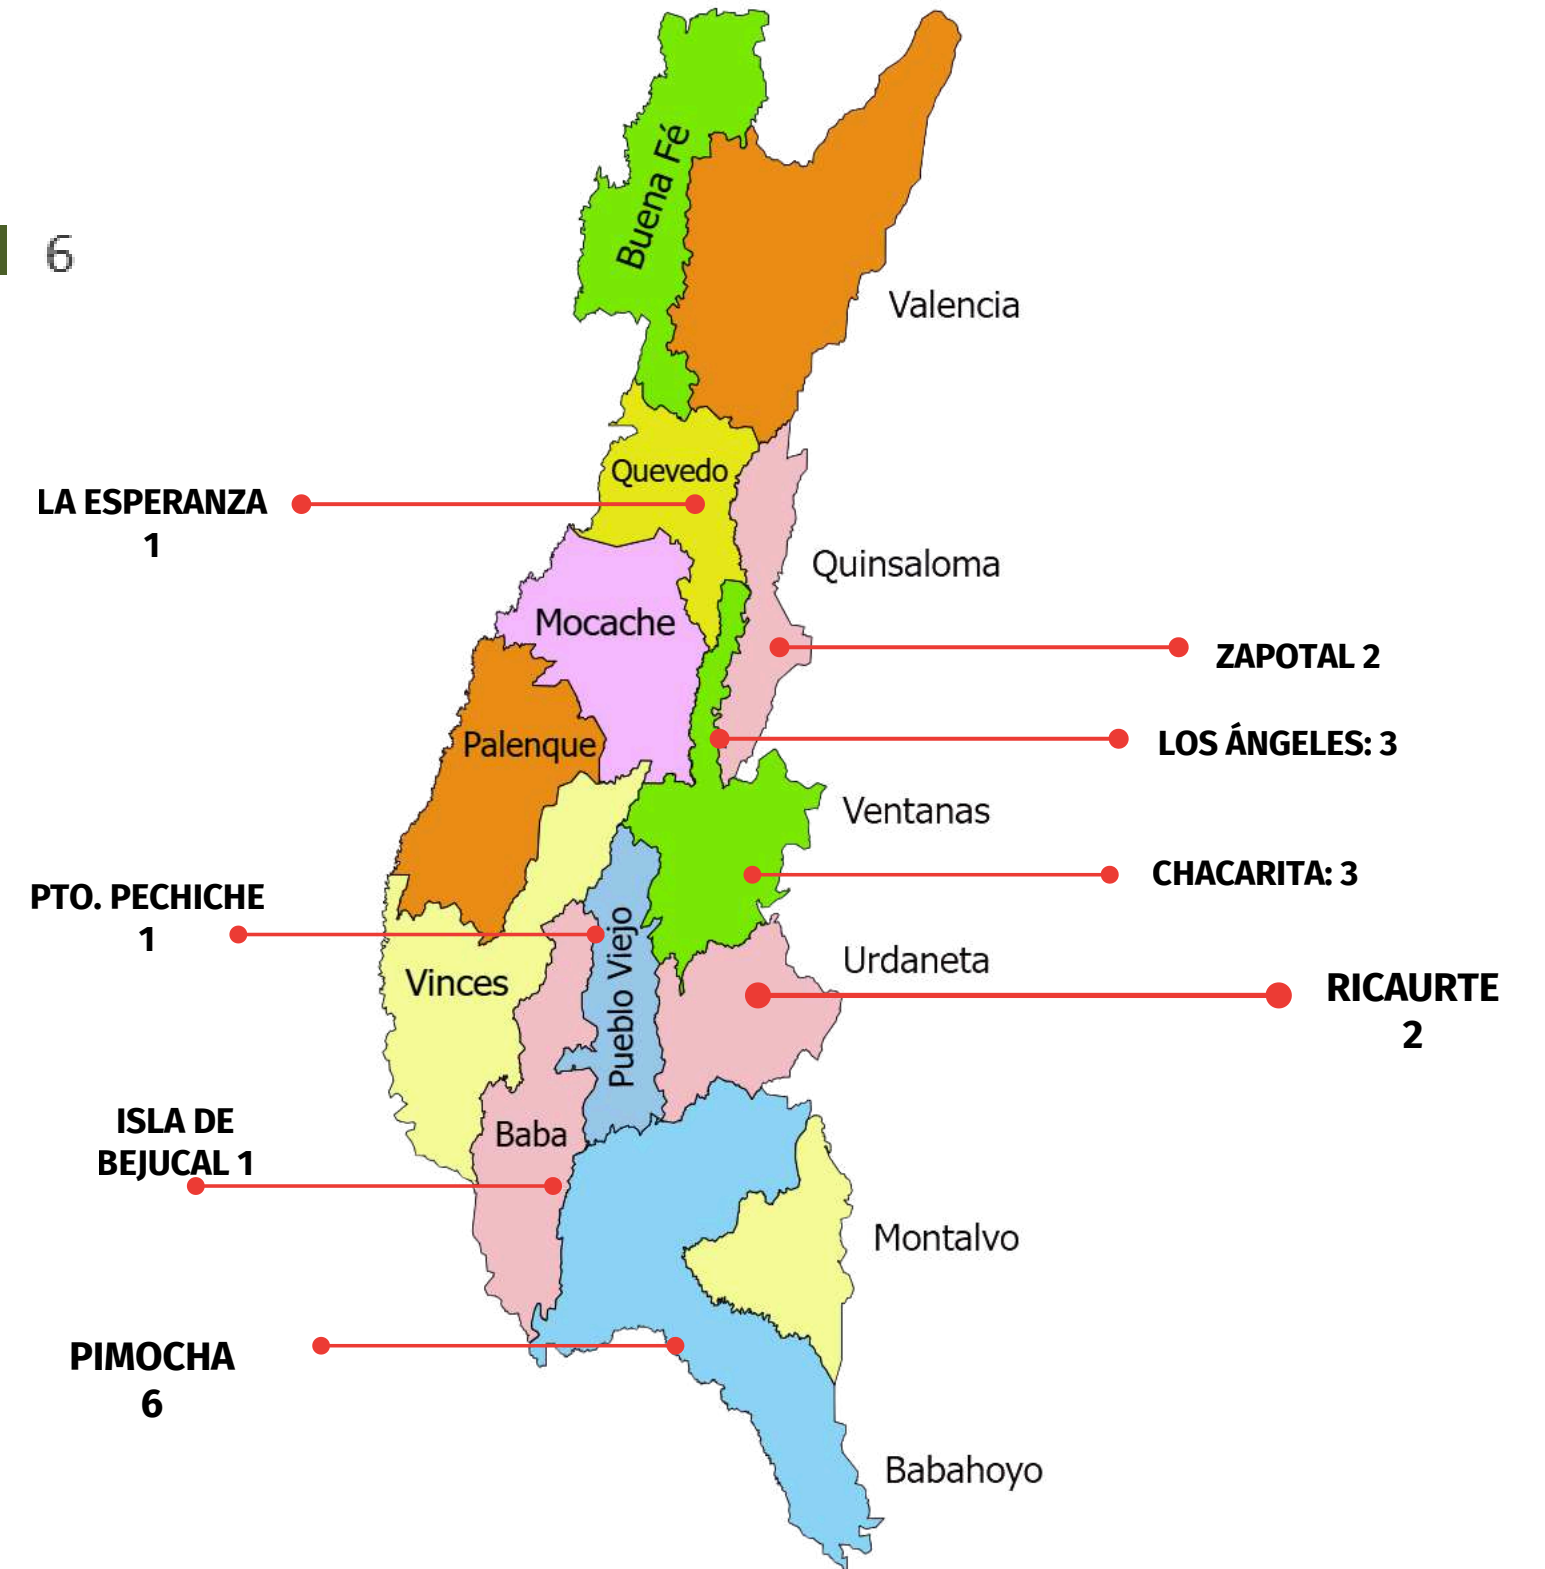 Buena Fé
6
Valencia
Quevedo
LA ESPERANZA
1
Quinsaloma
Mocache
ZAPOTAL 2
Palenque
LOS ÁNGELES: 3
Ventanas
CHACARITA: 3
PTO. PECHICHE
1
Pueblo Viejo
Urdaneta
Vinces
RICAURTE
2
ISLA DE
BEJUCAL 1
Baba
Montalvo
PIMOCHA
6
Babahoyo